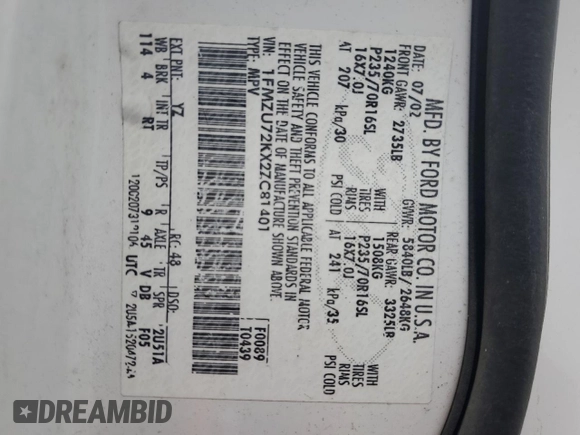 MFD. BY FORD MOTOR CO. IN U.S.A.
DATE: 07/02 GVWR: 5840LB/ 2648KG
FRONT GAWR: 2735LB REAR GAWR: 3325LB
1240KG WITH 1508KG WITH
P235/70R16SL TIRES P235/70R16SL TIRES
16X7.0J RIMS 16X7.0J RIMS
AT 207 kPa/30 PSI COLD AT 241 kPa/35 PSI COLD
THIS VEHICLE CONFORMS TO ALL APPLICABLE FEDERAL MOTOR
VEHICLE SAFETY AND THEFT PREVENTION STANDARDS IN
EFFECT ON THE DATE OF MANUFACTURE SHOWN ABOVE.
VIN: 1FMZU72KX2ZC81401 F0089
TYPE: MPV T0439
EXT PNT: YZ RC: 48 DSO:
WB BRK INT TR TP/PS R AXLE TR SPR 2U51A
114 4 RT 9 45 V DB F05
UTC
DREAMBID